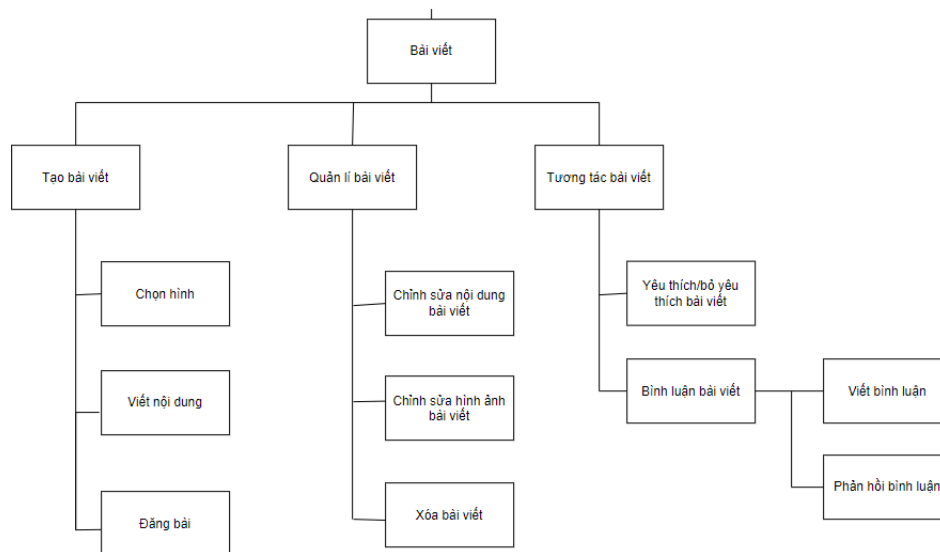 Bài viết
Tạo bài viết
Quản lí bài viết
Tương tác bài viết
Chọn hình
Viết nội dung
Đăng bài
Chỉnh sửa nội dung
bài viết
Chỉnh sửa hình ảnh
bài viết
Xóa bài viết
Yêu thích/bỏ yêu
thích bài viết
Bình luận bài viết
Viết bình luận
Phản hồi bình luận